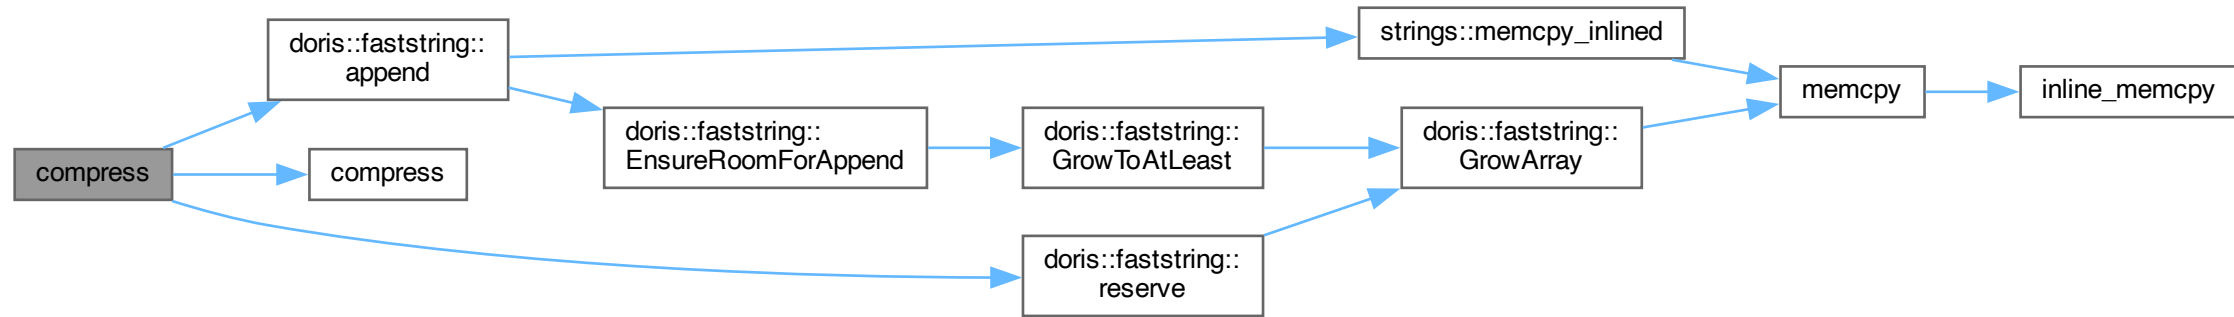 compress
doris::faststring::
append
compress
doris::faststring::
EnsureRoomForAppend
doris::faststring::
GrowToAtLeast
doris::faststring::
reserve
strings::memcpy_inlined
doris::faststring::
GrowArray
memcpy
inline_memcpy